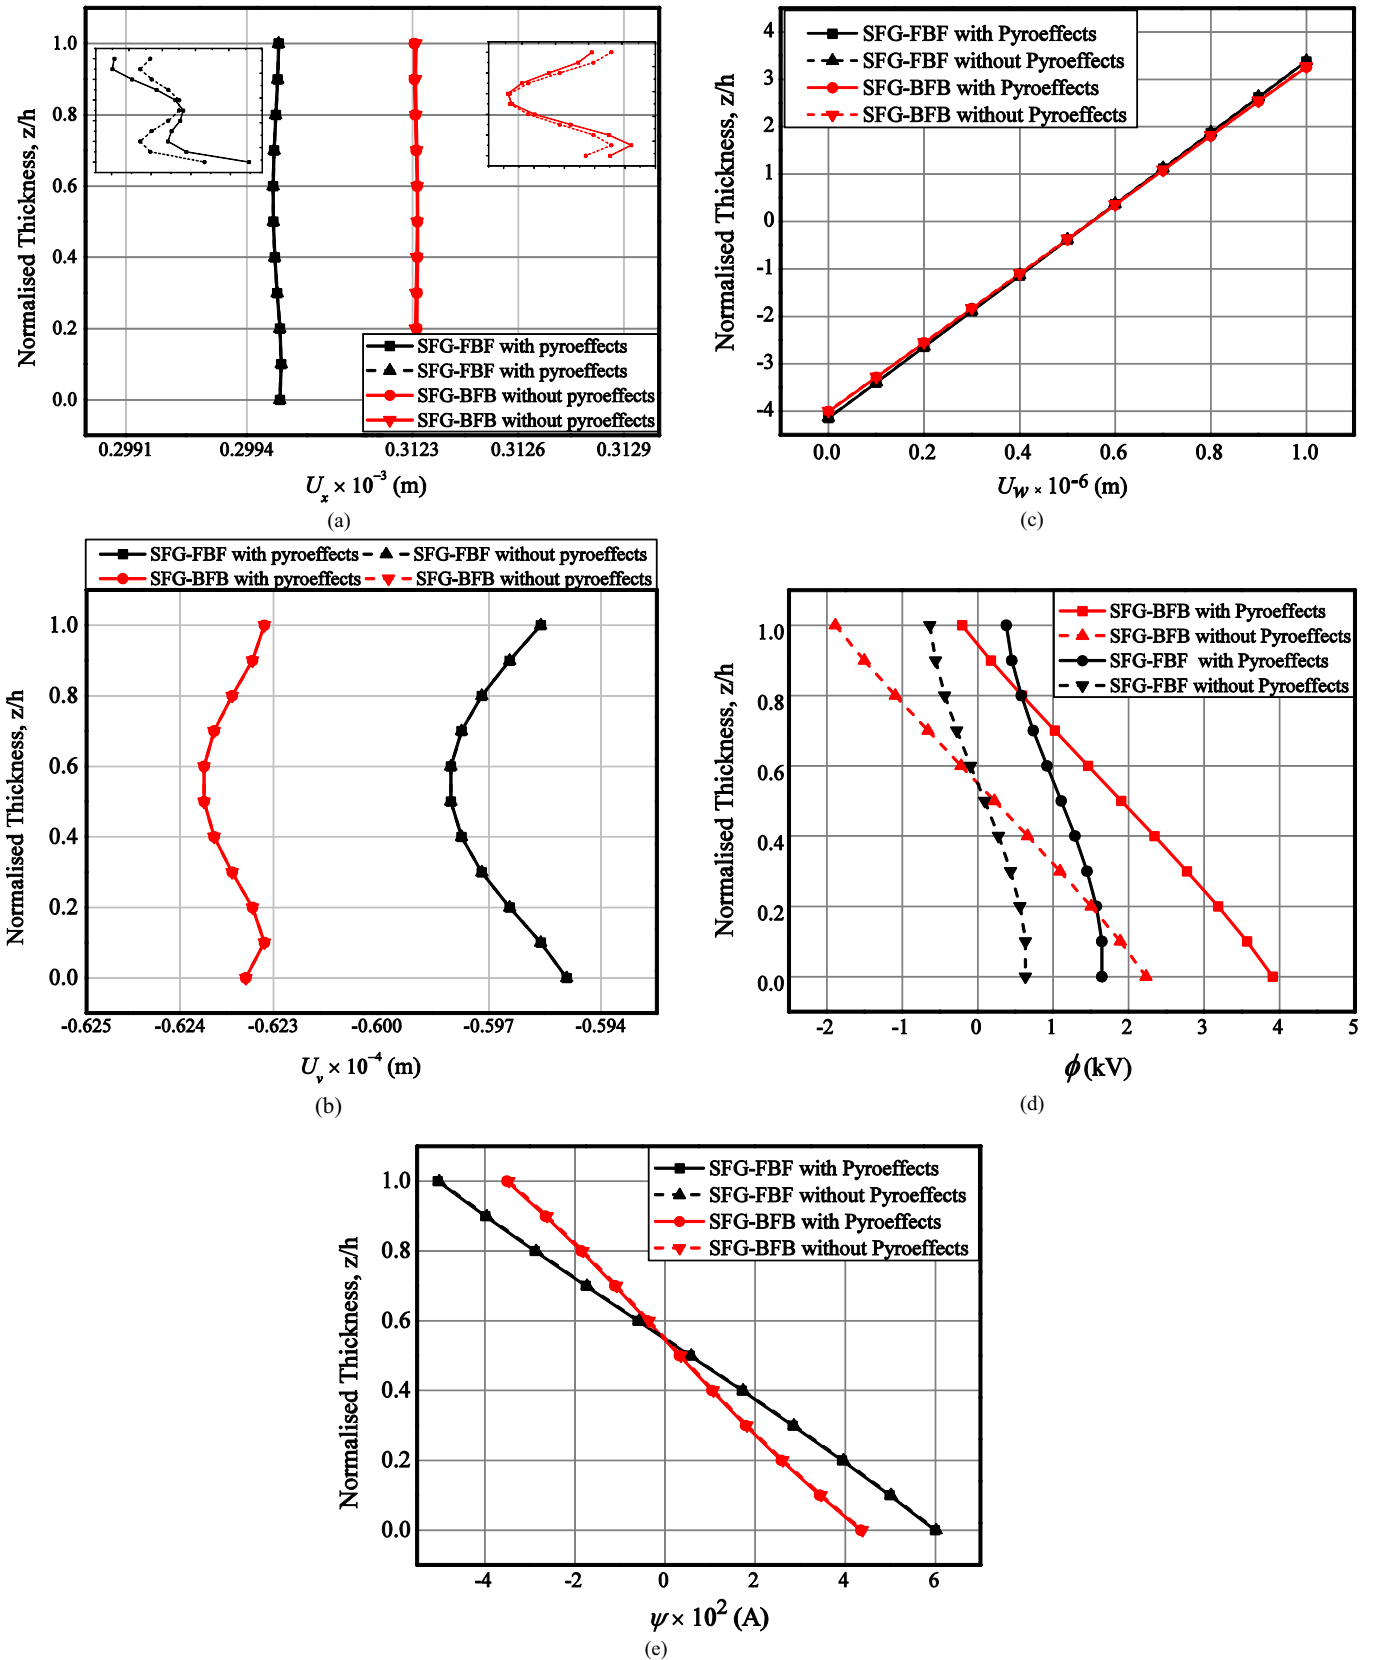 1.0
0.8
0.6
0.4
0.2
0.0
Normalised Thickness, z/h
SFG-FBF with pyroeffects
SFG-FBF with pyroeffects
SFG-BFB without pyroeffects
SFG-BFB without pyroeffects
0.2991 0.2994 0.3123 0.3126 0.3129
Ux × 10⁻³ (m)
(a)
4
3
2
1
0
-1
-2
-3
-4
Normalised Thickness, z/h
SFG-FBF with Pyroeffects
SFG-FBF without Pyroeffects
SFG-BFB with Pyroeffects
SFG-BFB without Pyroeffects
0.0 0.2 0.4 0.6 0.8 1.0
UW × 10⁻⁶ (m)
(c)
SFG-FBF with pyroeffects SFG-FBF without pyroeffects
SFG-BFB with pyroeffects SFG-BFB without pyroeffects
1.0
0.8
0.6
0.4
0.2
0.0
Normalised Thickness, z/h
-0.625 -0.624 -0.623 -0.600 -0.597 -0.594
Uv × 10⁻⁴ (m)
(b)
SFG-BFB with Pyroeffects
SFG-BFB without Pyroeffects
SFG-FBF with Pyroeffects
SFG-FBF without Pyroeffects
1.0
0.8
0.6
0.4
0.2
0.0
Normalised Thickness, z/h
-2 -1 0 1 2 3 4 5
ϕ (kV)
(d)
SFG-FBF with Pyroeffects
SFG-FBF without Pyroeffects
SFG-BFB with Pyroeffects
SFG-BFB without Pyroeffects
1.0
0.8
0.6
0.4
0.2
0.0
Normalised Thickness, z/h
-4 -2 0 2 4 6
ψ × 10² (A)
(e)